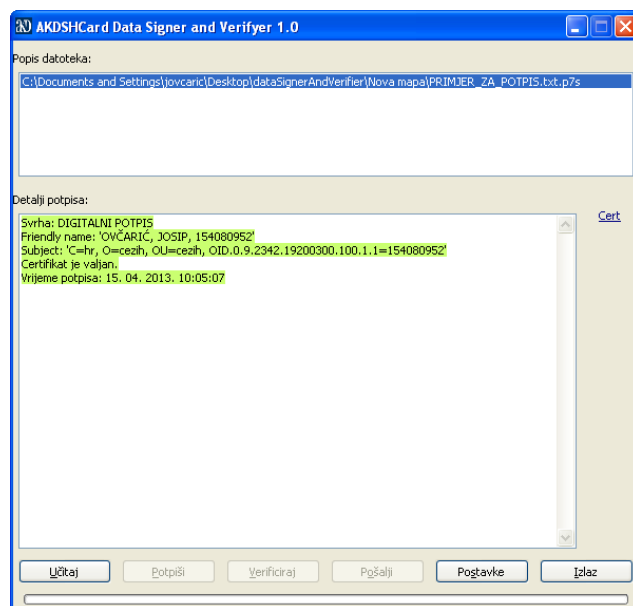 AKDSHCard Data Signer and Verifyer 1.0
Popis datoteka:
C:\Documents and Settings\jovcaric\Desktop\dataSignerAndVerifier\Nova mapa\PRIMJER_ZA_POTPIS.txt.p7s
Detalji potpisa:
Cert
Svrha: DIGITALNI POTPIS
Friendly name: 'OVČARIĆ, JOSIP, 154080952'
Subject: 'C=hr, O=cezih, OU=cezih, OID.0.9.2342.19200300.100.1.1=154080952'
Certifikat je valjan.
Vrijeme potpisa: 15. 04. 2013. 10:05:07
Učitaj Potpiši Verificiraj Pošalji Postavke Izlaz